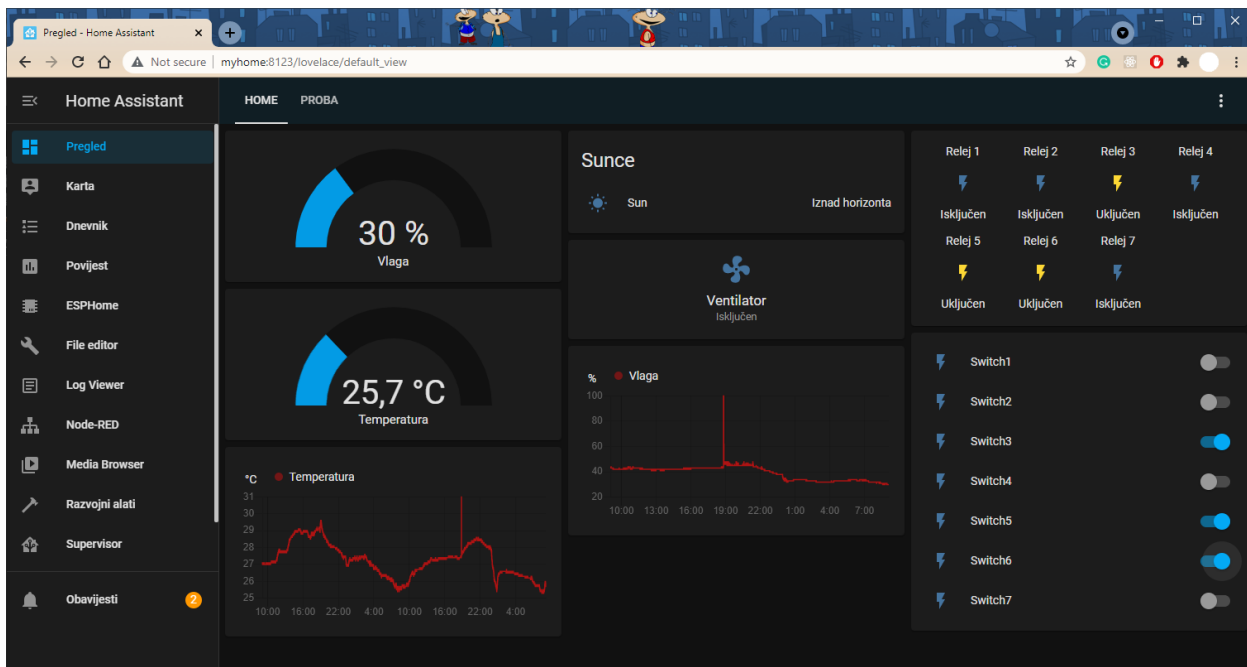 Pregled - Home Assistant
Not secure | myhome:8123/lovelace/default_view
Home Assistant
HOME PROBA
Pregled
Karta
Dnevnik
Povijest
ESPHome
File editor
Log Viewer
Node-RED
Media Browser
Razvojni alati
Supervisor
Obavijesti 2
30 %
Vlaga
25,7 °C
Temperatura
°C Temperatura
31
30
29
28
27
26
25
10:00 16:00 22:00 4:00 10:00 16:00 22:00 4:00
Sunce
Sun Iznad horizonta
Ventilator
Isključen
% Vlaga
100
80
60
40
20
10:00 13:00 16:00 19:00 22:00 1:00 4:00 7:00
Relej 1 Relej 2 Relej 3 Relej 4
Isključen Isključen Uključen Isključen
Relej 5 Relej 6 Relej 7
Uključen Uključen Isključen
Switch1
Switch2
Switch3
Switch4
Switch5
Switch6
Switch7